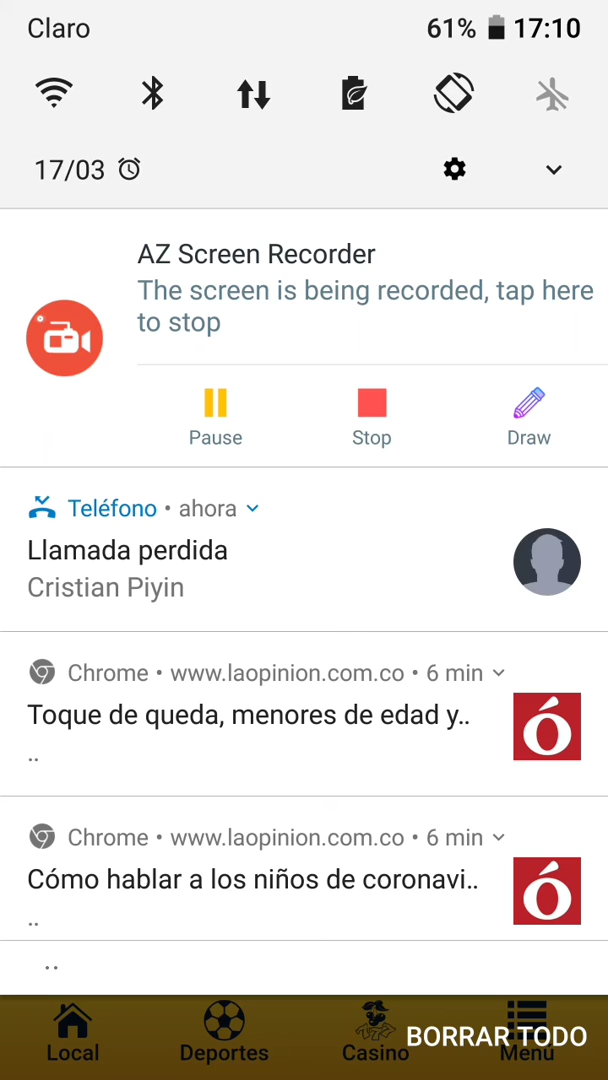 Claro 61% 17:10
17/03
AZ Screen Recorder
The screen is being recorded, tap here
to stop
Pause Stop Draw
Teléfono • ahora
Llamada perdida
Cristian Piyin
Chrome • www.laopinion.com.co • 6 min
Toque de queda, menores de edad y..
..
ó
Chrome • www.laopinion.com.co • 6 min
Cómo hablar a los niños de coronavi..
..
ó
..
Local Deportes Casino Menú
BORRAR TODO